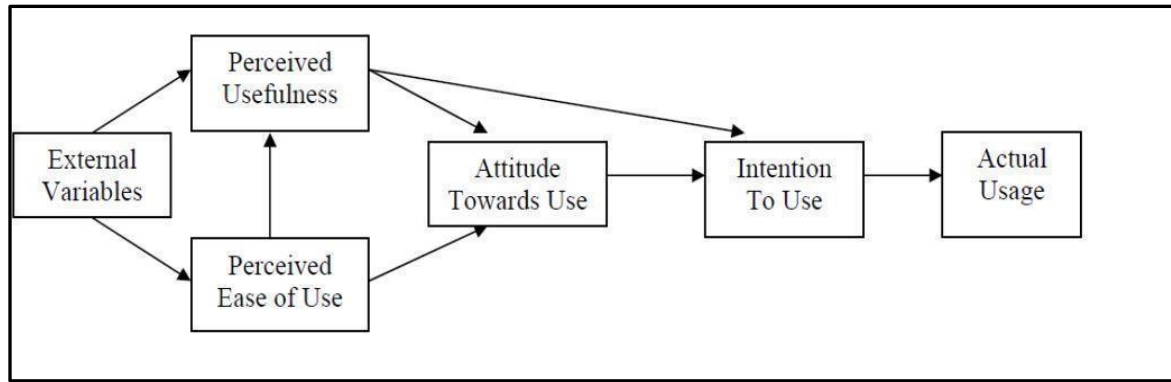 Perceived
Usefulness
External
Variables
Perceived
Ease of Use
Attitude
Towards Use
Intention
To Use
Actual
Usage